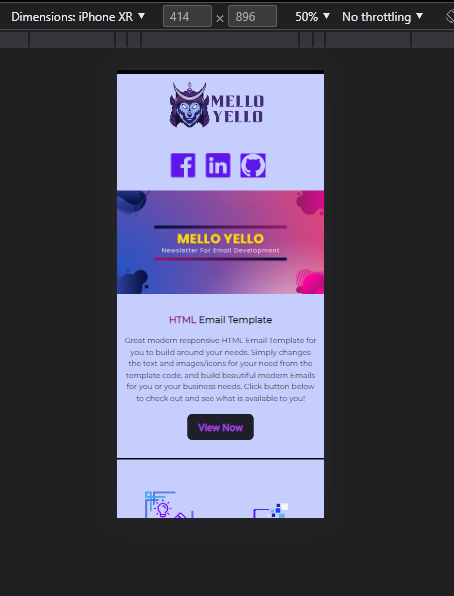 Dimensions: iPhone XR ▼ 414 × 896 50% ▼ No throttling ▼
MELLO
YELLO
MELLO YELLO
Newsletter For Email Development
HTML Email Template
Great modern responsive HTML Email Template for
you to build around your needs. Simply changes
the text and images/icons for your need from the
template code, and build beautiful modern Emails
for you or your business needs. Click button below
to check out and see what is available to you!
View Now